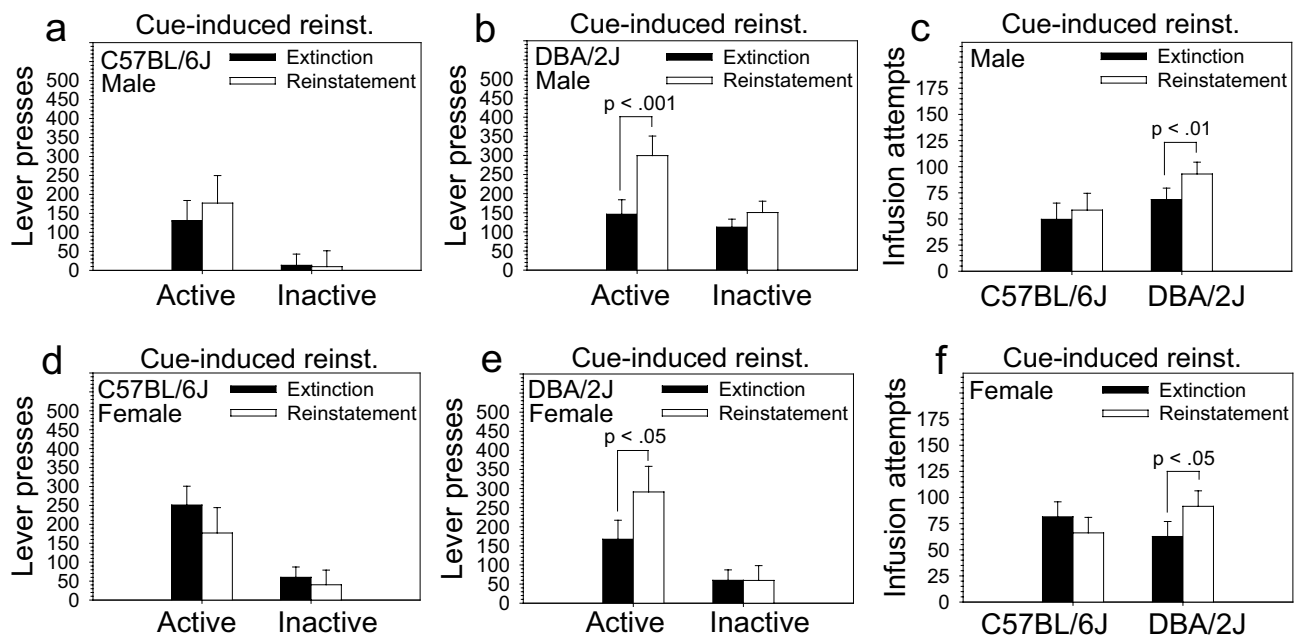 a
Cue-induced reinst.
C57BL/6J
Male
Extinction
Reinstatement
Lever presses
500
450
400
350
300
250
200
150
100
50
0
Active
Inactive
b
Cue-induced reinst.
DBA/2J
Male
Extinction
Reinstatement
p < .001
Lever presses
500
450
400
350
300
250
200
150
100
50
0
Active
Inactive
c
Cue-induced reinst.
Male
Extinction
Reinstatement
p < .01
Infusion attempts
175
150
125
100
75
50
25
0
C57BL/6J
DBA/2J
d
Cue-induced reinst.
C57BL/6J
Female
Extinction
Reinstatement
Lever presses
500
450
400
350
300
250
200
150
100
50
0
Active
Inactive
e
Cue-induced reinst.
DBA/2J
Female
Extinction
Reinstatement
p < .05
Lever presses
500
450
400
350
300
250
200
150
100
50
0
Active
Inactive
f
Cue-induced reinst.
Female
Extinction
Reinstatement
p < .05
Infusion attempts
175
150
125
100
75
50
25
0
C57BL/6J
DBA/2J